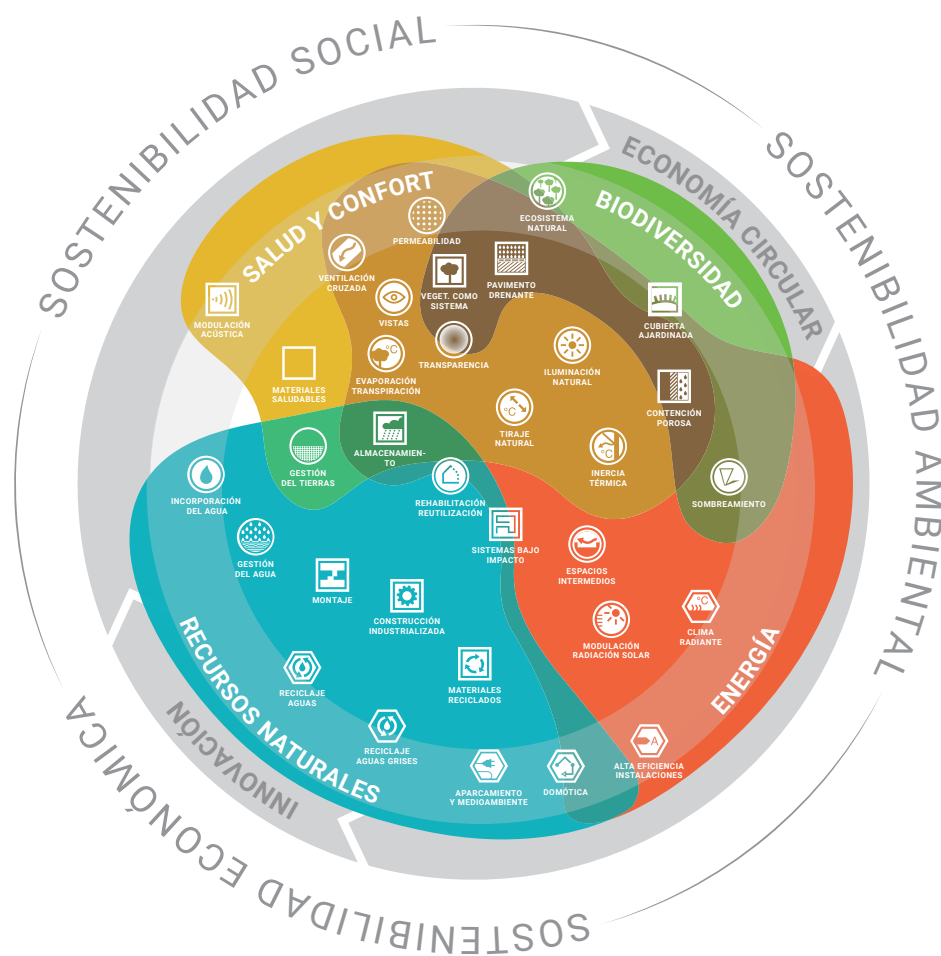 SOSTENIBILIDAD SOCIAL
SOSTENIBILIDAD AMBIENTAL
SOSTENIBILIDAD ECONÓMICA
ECONOMÍA CIRCULAR
INNOVACIÓN
SALUD Y CONFORT
BIODIVERSIDAD
RECURSOS NATURALES
ENERGÍA
ECOSISTEMA
NATURAL
PERMEABILIDAD
VENTILACIÓN
CRUZADA
VEGET. COMO
SISTEMA
PAVIMENTO
DRENANTE
MODULACIÓN
ACÚSTICA
VISTAS
CUBIERTA
AJARDINADA
°C
EVAPORACIÓN
TRANSPIRACIÓN
TRANSPARENCIA
ILUMINACIÓN
NATURAL
MATERIALES
SALUDABLES
CONTENCIÓN
POROSA
°C
TIRAJE
NATURAL
ALMACENAMIEN-
TO
GESTIÓN
DEL TIERRAS
°C
INERCIA
TÉRMICA
INCORPORACIÓN
DEL AGUA
REHABILITACIÓN
REUTILIZACIÓN
SOMBREAMIENTO
SISTEMAS BAJO
IMPACTO
GESTIÓN
DEL AGUA
ESPACIOS
INTERMEDIOS
MONTAJE
CONSTRUCCIÓN
INDUSTRIALIZADA
°C
CLIMA
RADIANTE
MODULACIÓN
RADIACIÓN SOLAR
RECICLAJE
AGUAS
MATERIALES
RECICLADOS
RECICLAJE
AGUAS GRISES
A
ALTA EFICIENCIA
INSTALACIONES
APARCAMIENTO
Y MEDIOAMBIENTE
DOMÓTICA